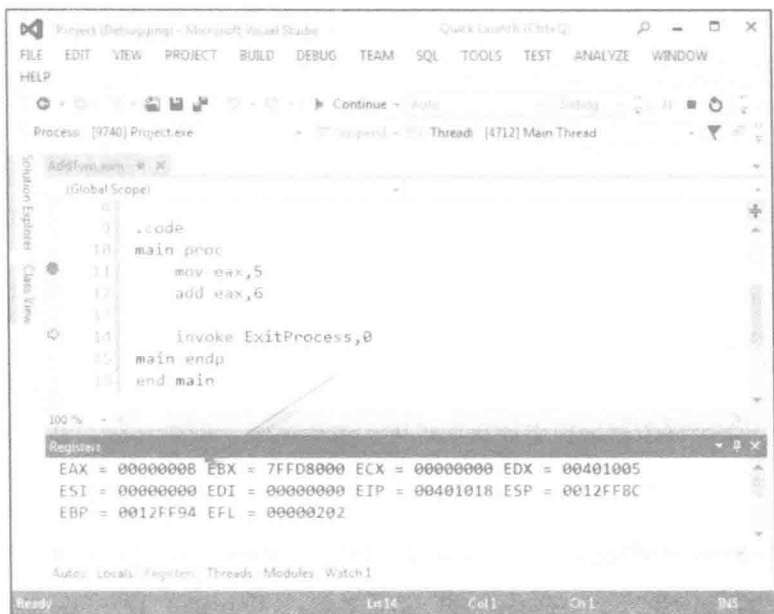 Project (Debugging) - Microsoft Visual Studio
Quick Launch (Ctrl+Q)
FILE EDIT VIEW PROJECT BUILD DEBUG TEAM SQL TOOLS TEST ANALYZE WINDOW
HELP
Continue Auto Debug
Process: [9740] Project.exe Suspend Thread: [4712] Main Thread
Solution Explorer
Class View
(Global Scope)
8
9 .code
10 main proc
11 mov eax,5
12 add eax,6
13
14 invoke ExitProcess,0
15 main endp
16 end main
100 %
Registers
EAX = 0000000B EBX = 7FFD8000 ECX = 00000000 EDX = 00401005
ESI = 00000000 EDI = 00000000 EIP = 00401018 ESP = 0012FF8C
EBP = 0012FF94 EFL = 00000202
Autos Locals Registers Threads Modules Watch 1
Ready Ln 14 Col 1 Ch 1 INS